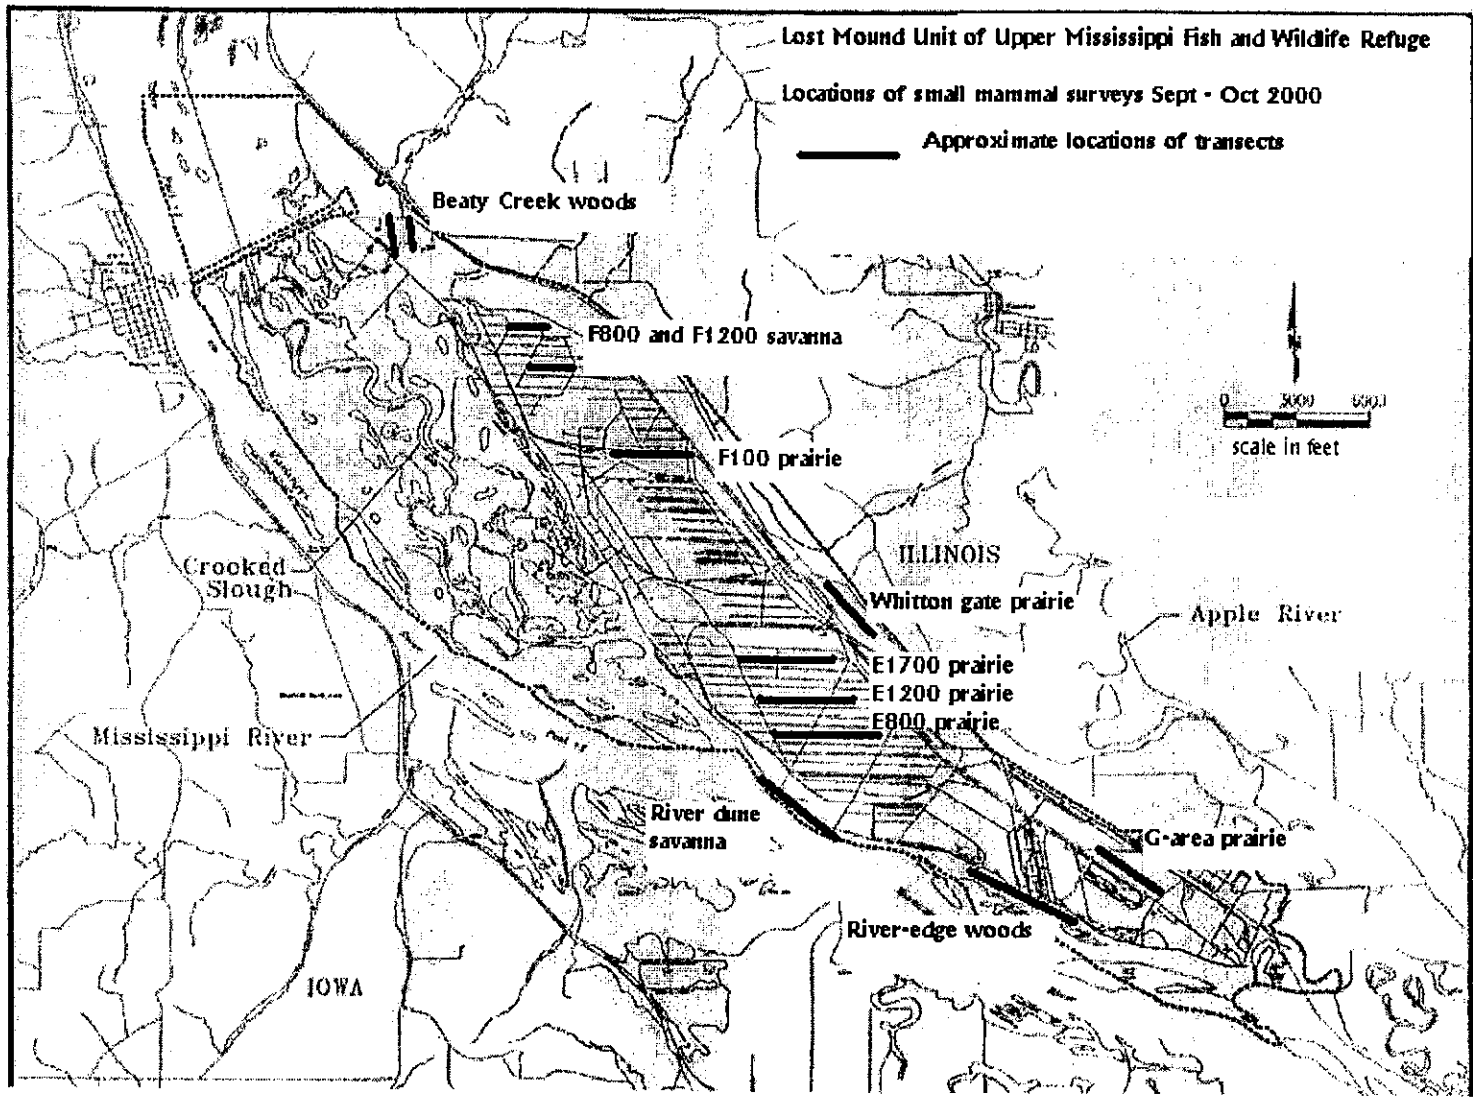 Lost Mound Unit of Upper Mississippi Fish and Wildlife Refuge
Locations of small mammal surveys Sept - Oct 2000
Approximate locations of transects
Beaty Creek woods
F800 and F1200 savanna
F100 prairie
0 3000
scale in feet
ILLINOIS
Crooked
Slough
Whitton gate prairie
Apple River
E1700 prairie
E1200 prairie
E800 prairie
Mississippi River
River dune
savanna
G-area prairie
River-edge woods
IOWA